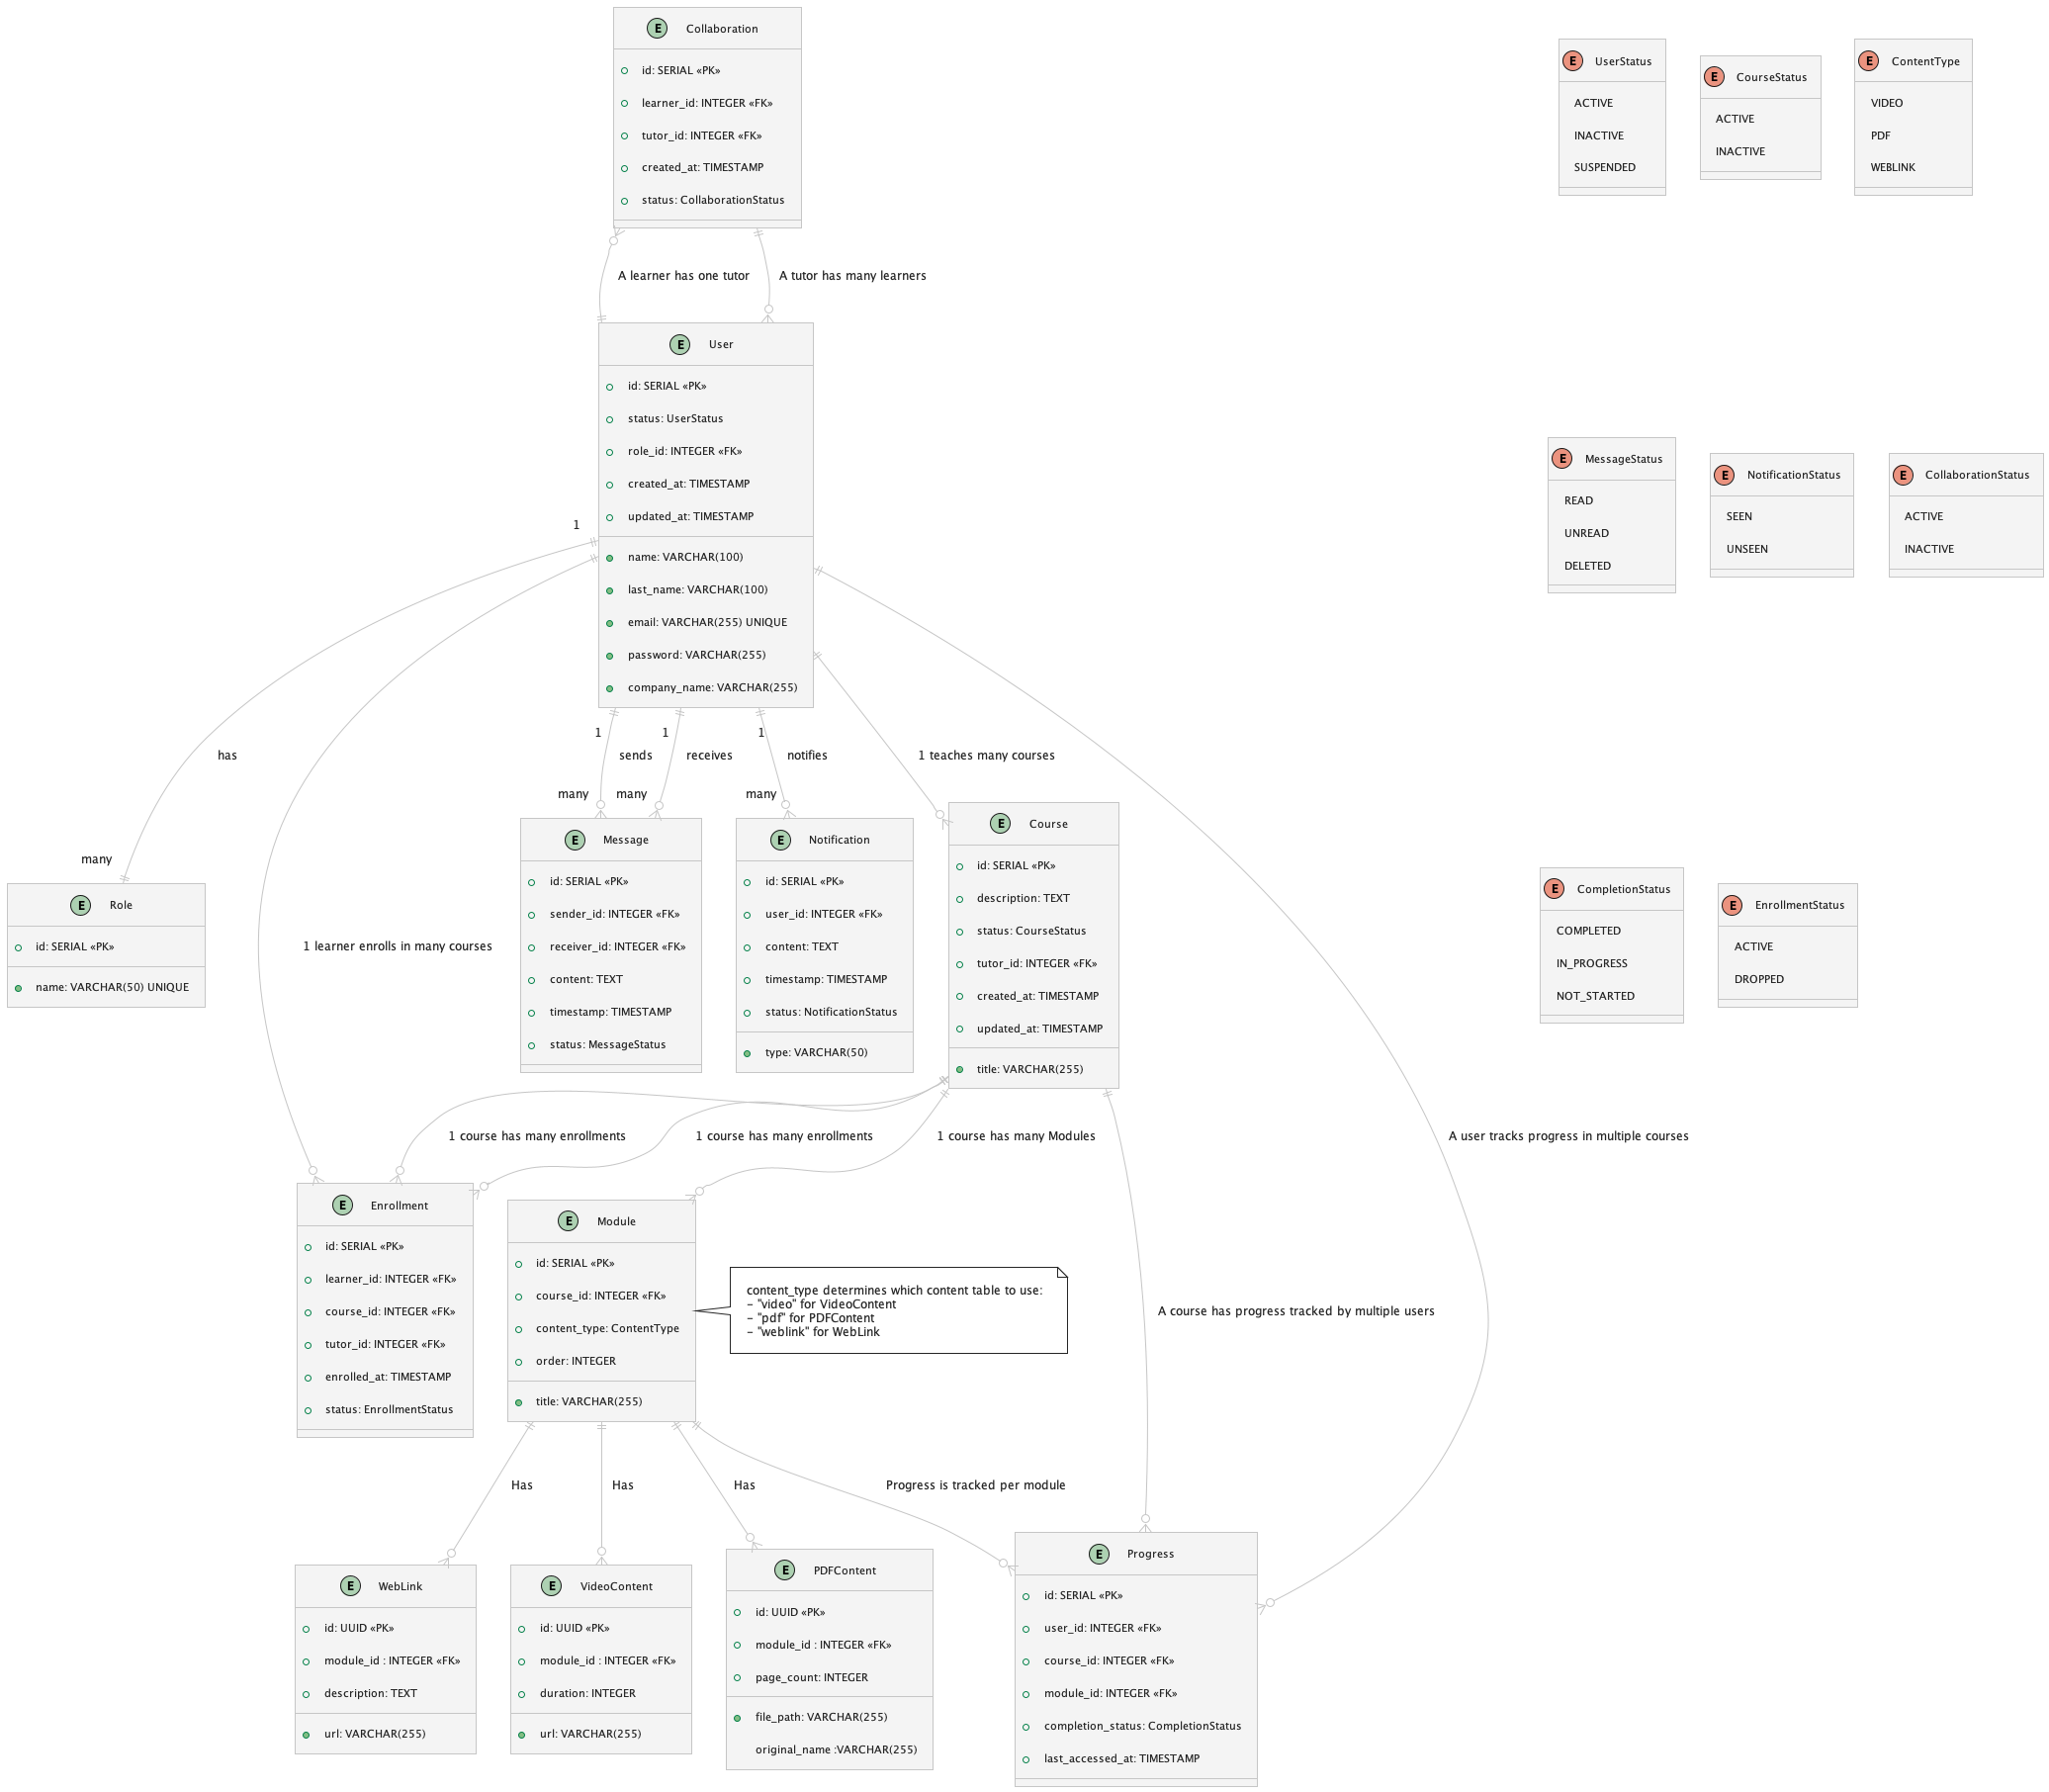 E Collaboration
id: SERIAL «PK»
learner_id: INTEGER «FK»
tutor_id: INTEGER «FK»
created_at: TIMESTAMP
status: CollaborationStatus
E UserStatus
ACTIVE
INACTIVE
SUSPENDED
E CourseStatus
ACTIVE
INACTIVE
E ContentType
VIDEO
PDF
WEBLINK
A learner has one tutor
A tutor has many learners
E User
id: SERIAL «PK»
status: UserStatus
role_id: INTEGER «FK»
created_at: TIMESTAMP
updated_at: TIMESTAMP
name: VARCHAR(100)
last_name: VARCHAR(100)
email: VARCHAR(255) UNIQUE
password: VARCHAR(255)
company_name: VARCHAR(255)
E MessageStatus
READ
UNREAD
DELETED
E NotificationStatus
SEEN
UNSEEN
E CollaborationStatus
ACTIVE
INACTIVE
1
has
many
1
sends
many
1
receives
many
1
notifies
many
1 teaches many courses
E Role
id: SERIAL «PK»
name: VARCHAR(50) UNIQUE
1 learner enrolls in many courses
E Message
id: SERIAL «PK»
sender_id: INTEGER «FK»
receiver_id: INTEGER «FK»
content: TEXT
timestamp: TIMESTAMP
status: MessageStatus
E Notification
id: SERIAL «PK»
user_id: INTEGER «FK»
content: TEXT
timestamp: TIMESTAMP
status: NotificationStatus
type: VARCHAR(50)
E Course
id: SERIAL «PK»
description: TEXT
status: CourseStatus
tutor_id: INTEGER «FK»
created_at: TIMESTAMP
updated_at: TIMESTAMP
title: VARCHAR(255)
E CompletionStatus
COMPLETED
IN_PROGRESS
NOT_STARTED
E EnrollmentStatus
ACTIVE
DROPPED
1 course has many enrollments
1 course has many enrollments
1 course has many Modules
A user tracks progress in multiple courses
E Enrollment
id: SERIAL «PK»
learner_id: INTEGER «FK»
course_id: INTEGER «FK»
tutor_id: INTEGER «FK»
enrolled_at: TIMESTAMP
status: EnrollmentStatus
E Module
id: SERIAL «PK»
course_id: INTEGER «FK»
content_type: ContentType
order: INTEGER
title: VARCHAR(255)
content_type determines which content table to use:
- "video" for VideoContent
- "pdf" for PDFContent
- "weblink" for WebLink
A course has progress tracked by multiple users
Has
Has
Has
Progress is tracked per module
E WebLink
id: UUID «PK»
module_id : INTEGER «FK»
description: TEXT
url: VARCHAR(255)
E VideoContent
id: UUID «PK»
module_id : INTEGER «FK»
duration: INTEGER
url: VARCHAR(255)
E PDFContent
id: UUID «PK»
module_id : INTEGER «FK»
page_count: INTEGER
file_path: VARCHAR(255)
original_name :VARCHAR(255)
E Progress
id: SERIAL «PK»
user_id: INTEGER «FK»
course_id: INTEGER «FK»
module_id: INTEGER «FK»
completion_status: CompletionStatus
last_accessed_at: TIMESTAMP